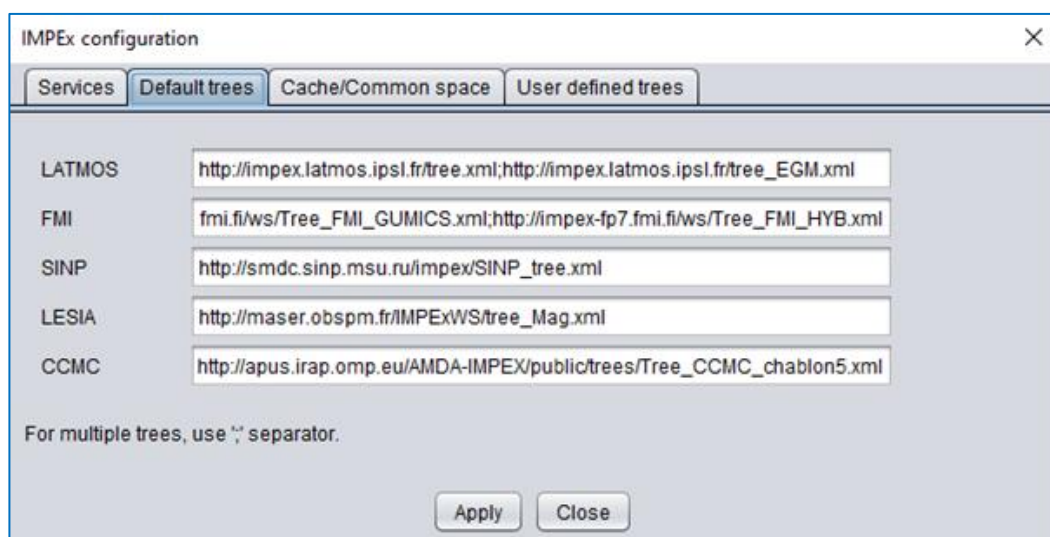 IMPEx configuration
Services Default trees Cache/Common space User defined trees
LATMOS http://impex.latmos.ipsl.fr/tree.xml;http://impex.latmos.ipsl.fr/tree_EGM.xml
FMI fmi.fi/ws/Tree_FMI_GUMICS.xml;http://impex-fp7.fmi.fi/ws/Tree_FMI_HYB.xml
SINP http://smdc.sinp.msu.ru/impex/SINP_tree.xml
LESIA http://maser.obspm.fr/IMPExWS/tree_Mag.xml
CCMC http://apus.irap.omp.eu/AMDA-IMPEX/public/trees/Tree_CCMC_chablon5.xml
For multiple trees, use ';' separator.
Apply Close